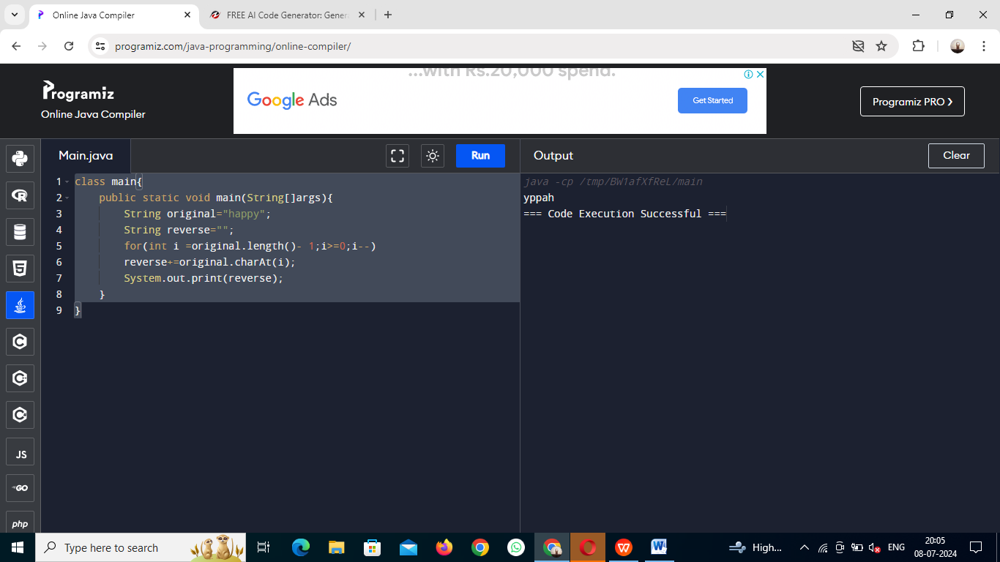 Online Java Compiler
FREE AI Code Generator: Genera
programiz.com/java-programming/online-compiler/
...with Rs.20,000 spend.
Google Ads
Get Started
Programiz
Online Java Compiler
Programiz PRO ❯
Main.java
Run
Output
Clear
1 class main{
2 public static void main(String[]args){
3 String original="happy";
4 String reverse="";
5 for(int i =original.length()- 1;i>=0;i--)
6 reverse+=original.charAt(i);
7 System.out.print(reverse);
8 }
9 }
java -cp /tmp/BW1afXfReL/main
yppah
=== Code Execution Successful ===
R
5
C
C
C
JS
GO
php
Type here to search
High...
ENG
20:05
08-07-2024